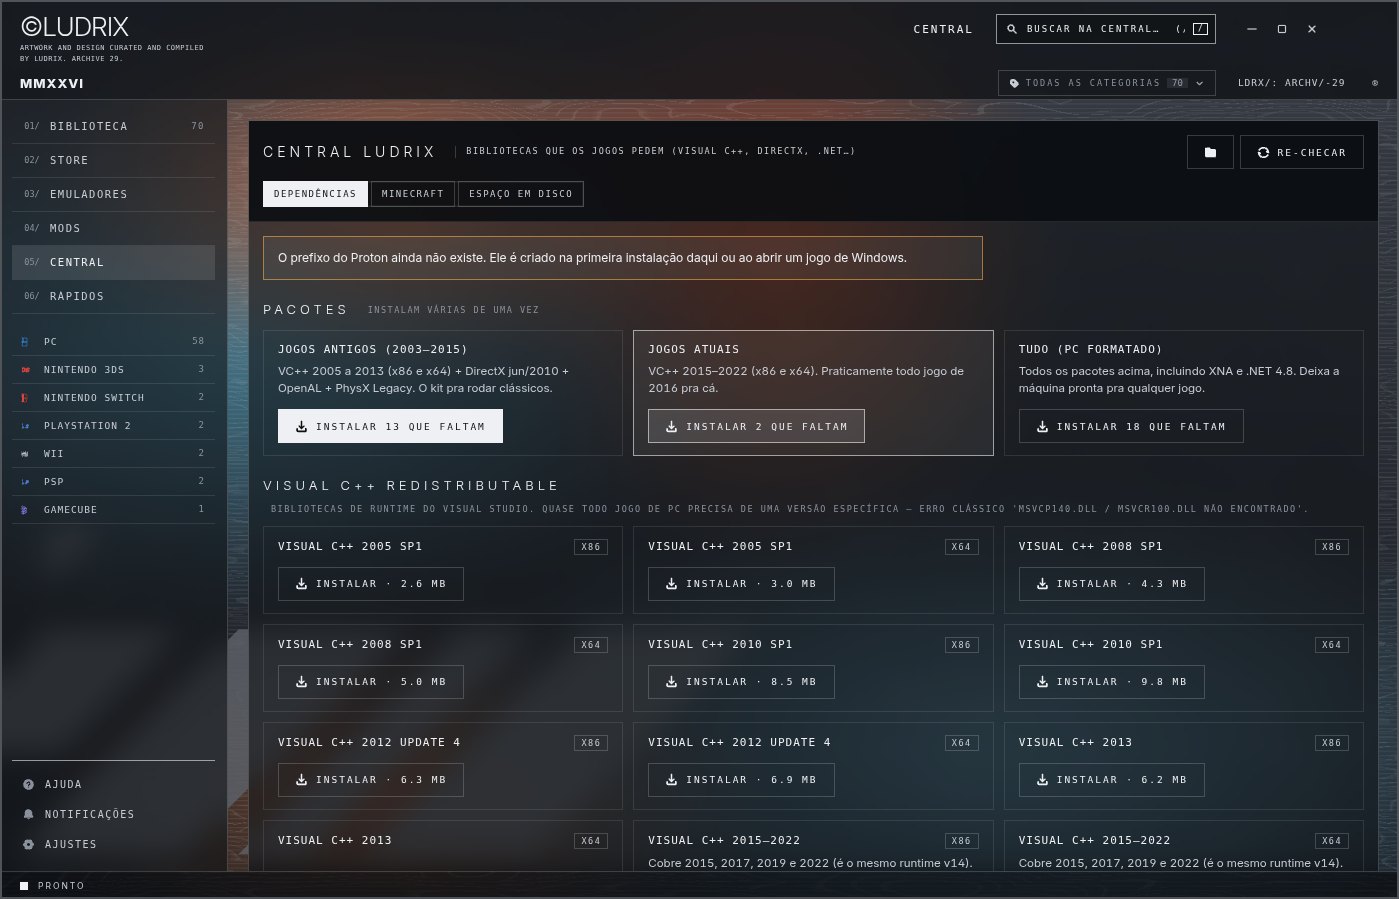 ©LUDRIX
ARTWORK AND DESIGN CURATED AND COMPILED
BY LUDRIX. ARCHIVE 29.
MMXXVI
CENTRAL
BUSCAR NA CENTRAL… (, /
TODAS AS CATEGORIAS 70
LDRX/: ARCHV/-29 ®
01/ BIBLIOTECA 70
02/ STORE
03/ EMULADORES
04/ MODS
05/ CENTRAL
06/ RÁPIDOS
PC 58
NINTENDO 3DS 3
NINTENDO SWITCH 2
PLAYSTATION 2 2
WII 2
PSP 2
GAMECUBE 1
AJUDA
NOTIFICAÇÕES
AJUSTES
CENTRAL LUDRIX
BIBLIOTECAS QUE OS JOGOS PEDEM (VISUAL C++, DIRECTX, .NET…)
RE-CHECAR
DEPENDÊNCIAS
MINECRAFT
ESPAÇO EM DISCO
O prefixo do Proton ainda não existe. Ele é criado na primeira instalação daqui ou ao abrir um jogo de Windows.
PACOTES INSTALAM VÁRIAS DE UMA VEZ
JOGOS ANTIGOS (2003–2015)
VC++ 2005 a 2013 (x86 e x64) + DirectX jun/2010 +
OpenAL + PhysX Legacy. O kit pra rodar clássicos.
INSTALAR 13 QUE FALTAM
JOGOS ATUAIS
VC++ 2015–2022 (x86 e x64). Praticamente todo jogo de
2016 pra cá.
INSTALAR 2 QUE FALTAM
TUDO (PC FORMATADO)
Todos os pacotes acima, incluindo XNA e .NET 4.8. Deixa a
máquina pronta pra qualquer jogo.
INSTALAR 18 QUE FALTAM
VISUAL C++ REDISTRIBUTABLE
BIBLIOTECAS DE RUNTIME DO VISUAL STUDIO. QUASE TODO JOGO DE PC PRECISA DE UMA VERSÃO ESPECÍFICA — ERRO CLÁSSICO 'MSVCP140.DLL / MSVCR100.DLL NÃO ENCONTRADO'.
VISUAL C++ 2005 SP1 X86
INSTALAR · 2.6 MB
VISUAL C++ 2005 SP1 X64
INSTALAR · 3.0 MB
VISUAL C++ 2008 SP1 X86
INSTALAR · 4.3 MB
VISUAL C++ 2008 SP1 X64
INSTALAR · 5.0 MB
VISUAL C++ 2010 SP1 X86
INSTALAR · 8.5 MB
VISUAL C++ 2010 SP1 X64
INSTALAR · 9.8 MB
VISUAL C++ 2012 UPDATE 4 X86
INSTALAR · 6.3 MB
VISUAL C++ 2012 UPDATE 4 X64
INSTALAR · 6.9 MB
VISUAL C++ 2013 X86
INSTALAR · 6.2 MB
VISUAL C++ 2013 X64
VISUAL C++ 2015–2022 X86
Cobre 2015, 2017, 2019 e 2022 (é o mesmo runtime v14).
VISUAL C++ 2015–2022 X64
Cobre 2015, 2017, 2019 e 2022 (é o mesmo runtime v14).
PRONTO